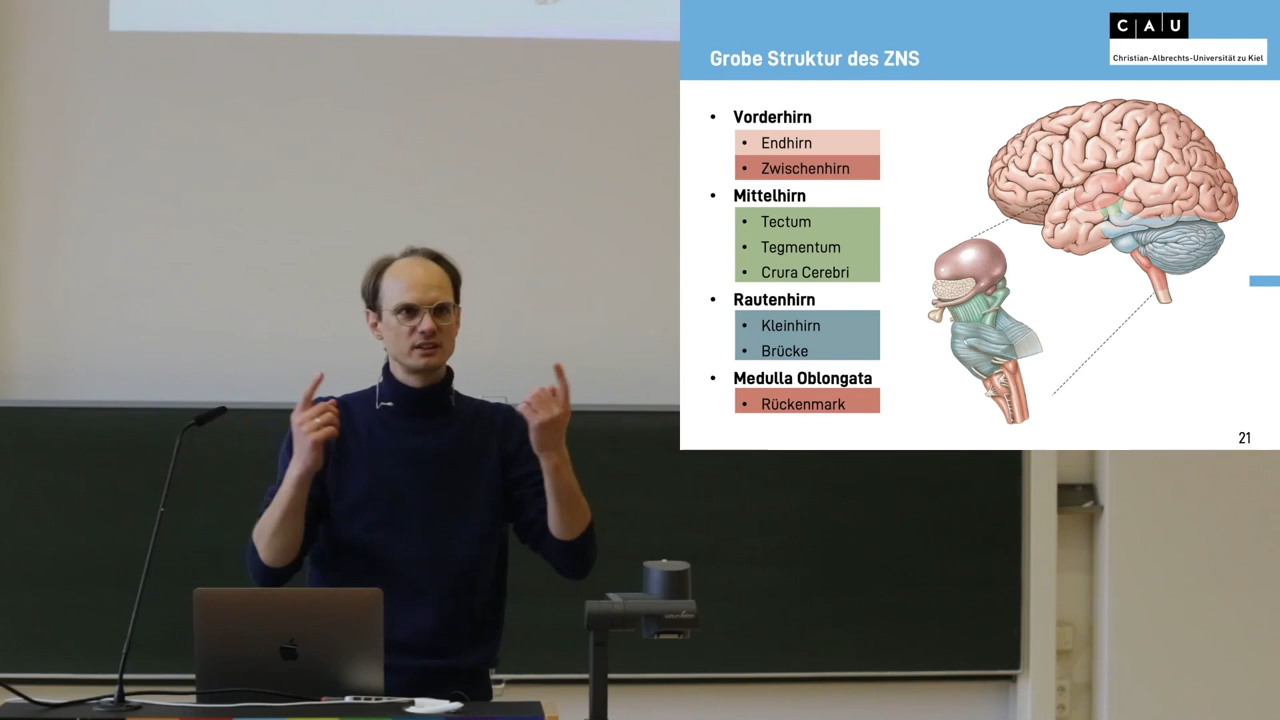 Grobe Struktur des ZNS
C A U
Christian-Albrechts-Universität zu Kiel
• Vorderhirn
• Endhirn
• Zwischenhirn
• Mittelhirn
• Tectum
• Tegmentum
• Crura Cerebri
• Rautenhirn
• Kleinhirn
• Brücke
• Medulla Oblongata
• Rückenmark
21